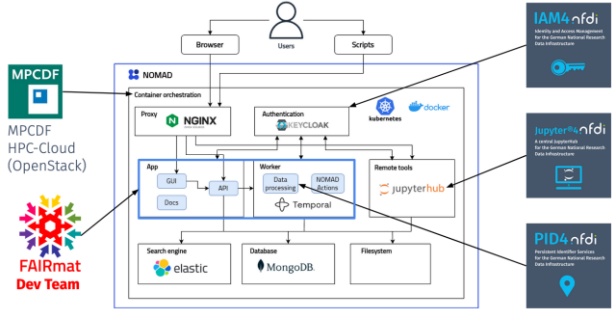 Users
Browser
Scripts
NOMAD
Container orchestration
Proxy
NGINX
Authentication
KEYCLOAK
kubernetes
docker
App
GUI
API
Docs
Worker
Data
processing
NOMAD
Actions
Temporal
Remote tools
jupyterhub
Search engine
elastic
Database
MongoDB
Filesystem
MPCDF
MPCDF
HPC-Cloud
(OpenStack)
FAIRmat
Dev Team
IAM4nfdi
Identity and Access Management
for the German National Research
Data Infrastructure
Jupyter4nfdi
A central JupyterHub
for the German National Research
Data Infrastructure
PID4nfdi
Persistent Identifier Services
for the German National Research
Data Infrastructure